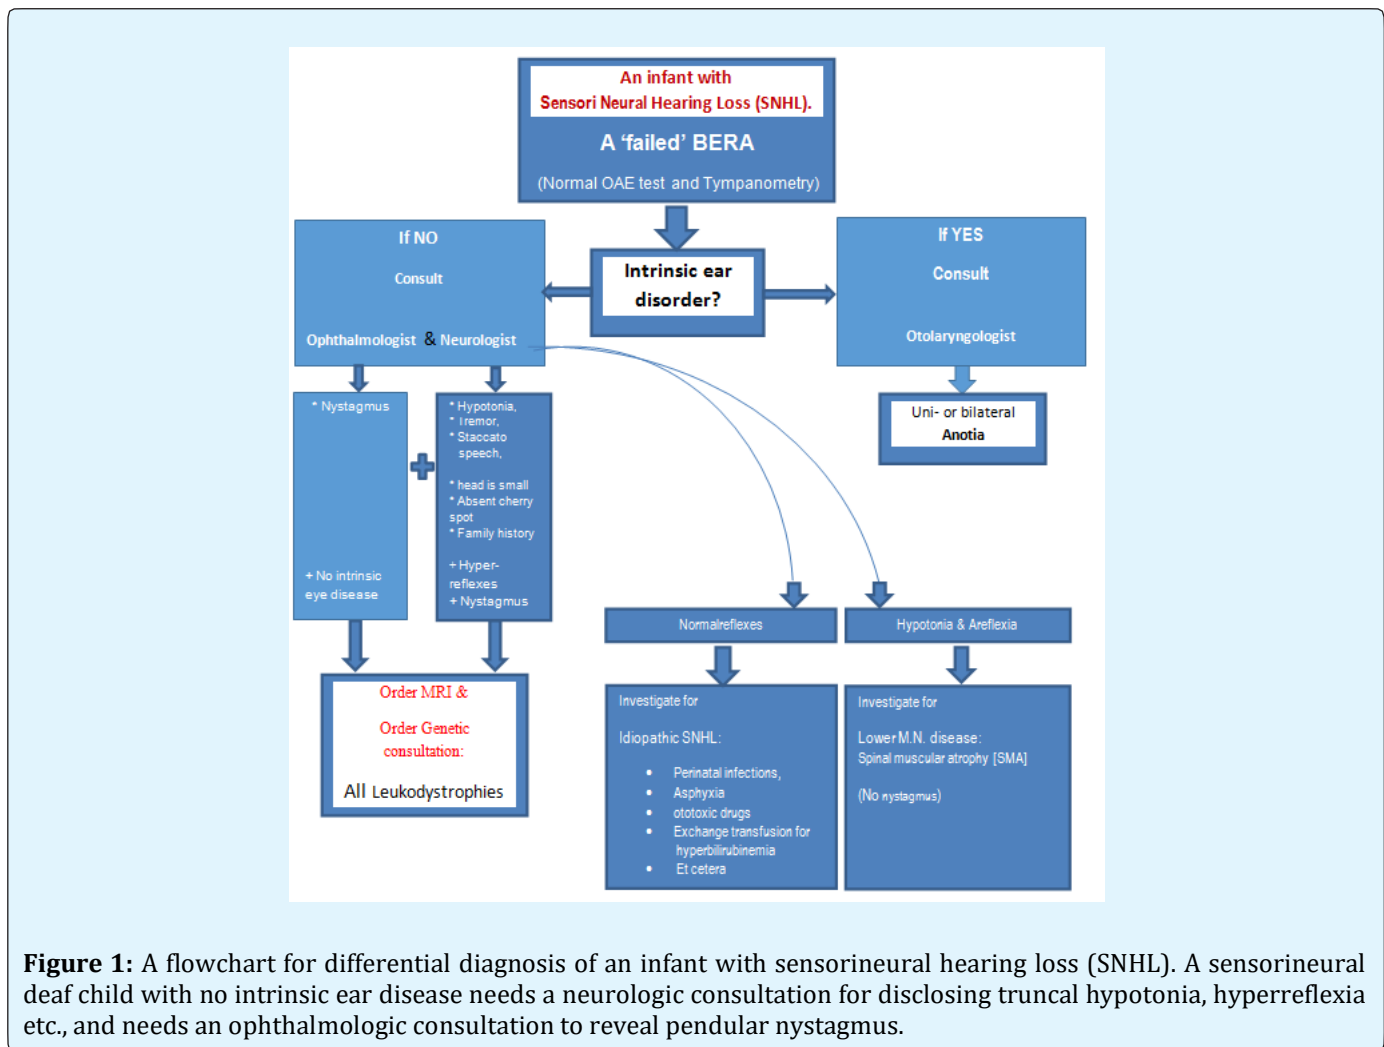 An infant with
Sensori Neural Hearing Loss (SNHL).
A 'failed' BERA
(Normal OAE test and Tympanometry)
Intrinsic ear
disorder?
If NO
Consult
Ophthalmologist & Neurologist
If YES
Consult
Otolaryngologist
Uni- or bilateral
Anotia
* Nystagmus
+ No intrinsic
eye disease
* Hypotonia,
* Tremor,
* Staccato
speech,
* head is small
* Absent cherry
spot
* Family history
+ Hyper-
reflexes
+ Nystagmus
Order MRI &
Order Genetic
consultation:
All Leukodystrophies
Normalreflexes
Investigate for
Idiopathic SNHL:
• Perinatal infections,
• Asphyxia
• ototoxic drugs
• Exchange transfusion for
hyperbilirubinemia
• Et cetera
Hypotonia & Areflexia
Investigate for
Lower M.N. disease:
Spinal muscular atrophy [SMA]
(No nystagmus)
Figure 1: A flowchart for differential diagnosis of an infant with sensorineural hearing loss (SNHL). A sensorineural
deaf child with no intrinsic ear disease needs a neurologic consultation for disclosing truncal hypotonia, hyperreflexia
etc., and needs an ophthalmologic consultation to reveal pendular nystagmus.